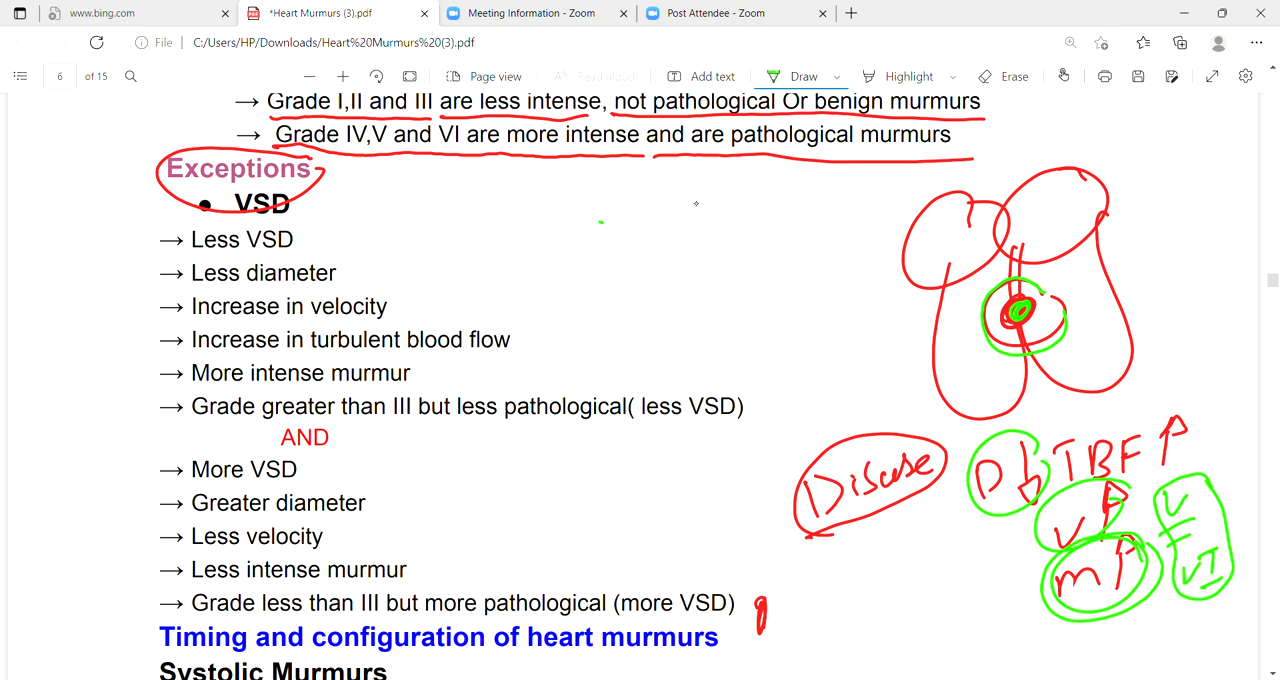 www.bing.com
*Heart Murmurs (3).pdf
Meeting Information - Zoom
Post Attendee - Zoom
File
C:/Users/HP/Downloads/Heart%20Murmurs%20(3).pdf
6 of 15
Page view
Read aloud
Add text
Draw
Highlight
Erase
→ Grade I,II and III are less intense, not pathological Or benign murmurs
→ Grade IV,V and VI are more intense and are pathological murmurs
Exceptions
● VSD
→ Less VSD
→ Less diameter
→ Increase in velocity
→ Increase in turbulent blood flow
→ More intense murmur
→ Grade greater than III but less pathological( less VSD)
AND
→ More VSD
→ Greater diameter
→ Less velocity
→ Less intense murmur
→ Grade less than III but more pathological (more VSD)
Timing and configuration of heart murmurs
Systolic Murmurs
Disease
D↓ TBF↑
V↑
m↑
V
VI